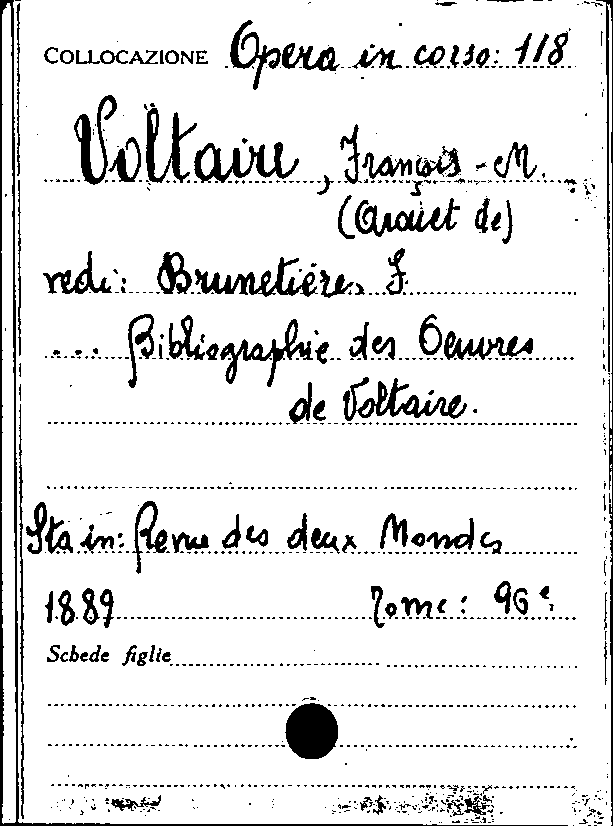 COLLOCAZIONE Opera in corso: 118
Voltaire, François-M.
(Arouet de)
vedi: Brunetière, F.
... Bibliographie des Oeuvres
de Voltaire.
Sta in: Revue des deux Mondes
1889 Tome: 96e.
Schede figlie